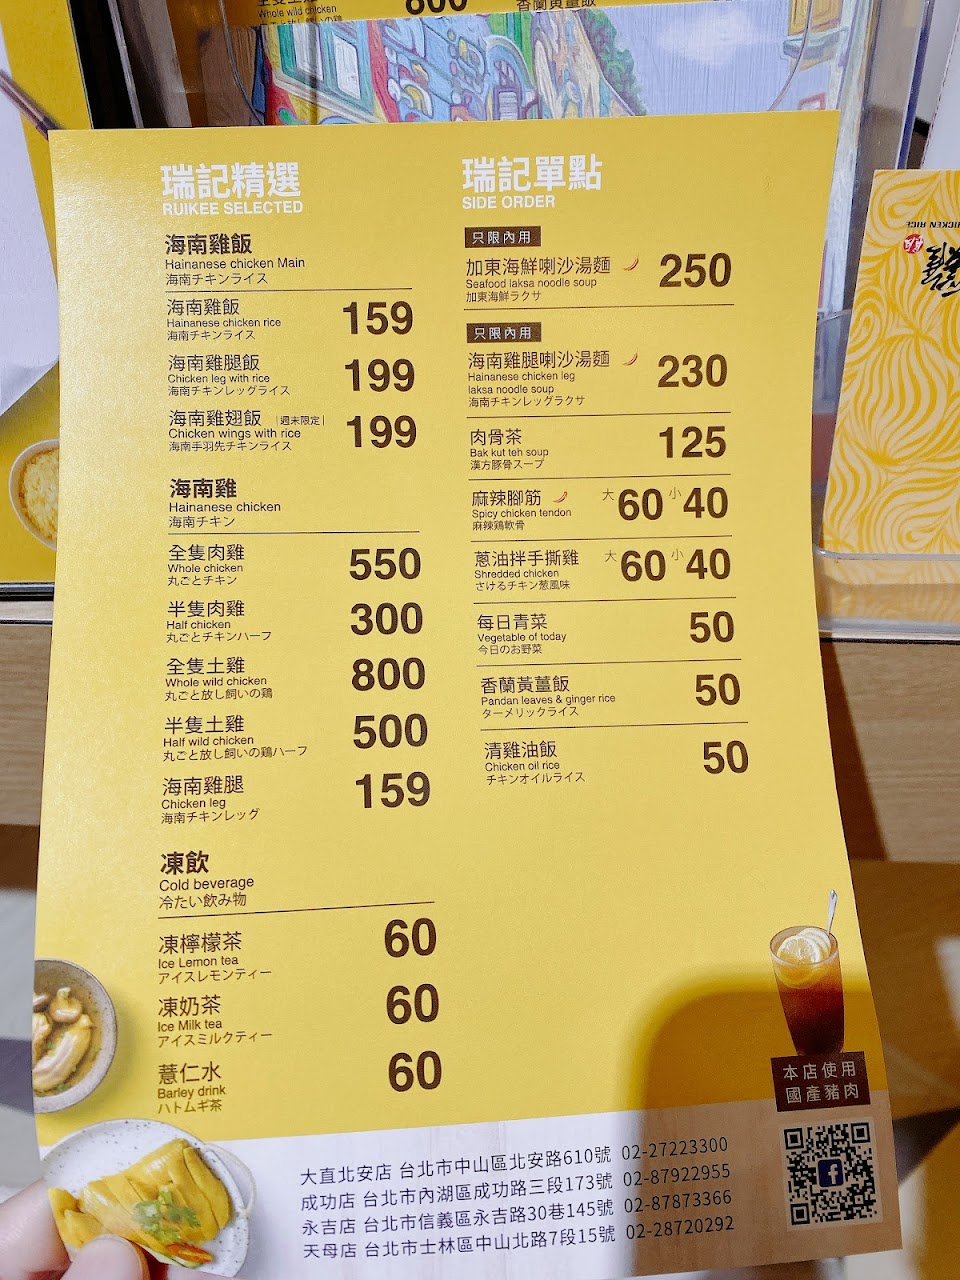 Whole wild chicken
800
香蘭黃薑飯
瑞記精選
RUIKEE SELECTED
海南雞飯
Hainanese chicken Main
海南チキンライス
海南雞飯
Hainanese chicken rice
海南チキンライス
159
海南雞腿飯
Chicken leg with rice
海南チキンレッグライス
199
海南雞翅飯 |週末限定|
Chicken wings with rice
海南手羽先チキンライス
199
海南雞
Hainanese chicken
海南チキン
全隻肉雞
Whole chicken
丸ごとチキン
550
半隻肉雞
Half chicken
丸ごとチキンハーフ
300
全隻土雞
Whole wild chicken
丸ごと放し飼いの鶏
800
半隻土雞
Half wild chicken
丸ごと放し飼いの鶏ハーフ
500
海南雞腿
Chicken leg
海南チキンレッグ
159
凍飲
Cold beverage
冷たい飲み物
凍檸檬茶
Ice Lemon tea
アイスレモンティー
60
凍奶茶
Ice Milk tea
アイスミルクティー
60
薏仁水
Barley drink
ハトムギ茶
60
瑞記單點
SIDE ORDER
只限內用
加東海鮮喇沙湯麵
Seafood laksa noodle soup
加東海鮮ラクサ
250
只限內用
海南雞腿喇沙湯麵
Hainanese chicken leg
laksa noodle soup
海南チキンレッグラクサ
230
肉骨茶
Bak kut teh soup
漢方豚骨スープ
125
麻辣腳筋
Spicy chicken tendon
麻辣鶏軟骨
大60 小40
蔥油拌手撕雞
Shredded chicken
さけるチキン葱風味
大60 小40
每日青菜
Vegetable of today
今日のお野菜
50
香蘭黃薑飯
Pandan leaves & ginger rice
ターメリックライス
50
清雞油飯
Chicken oil rice
チキンオイルライス
50
本店使用
國產豬肉
大直北安店 台北市中山區北安路610號 02-27223300
成功店 台北市內湖區成功路三段173號 02-87922955
永吉店 台北市信義區永吉路30巷145號 02-87873366
天母店 台北市士林區中山北路7段15號 02-28720292
CHICKEN RICE